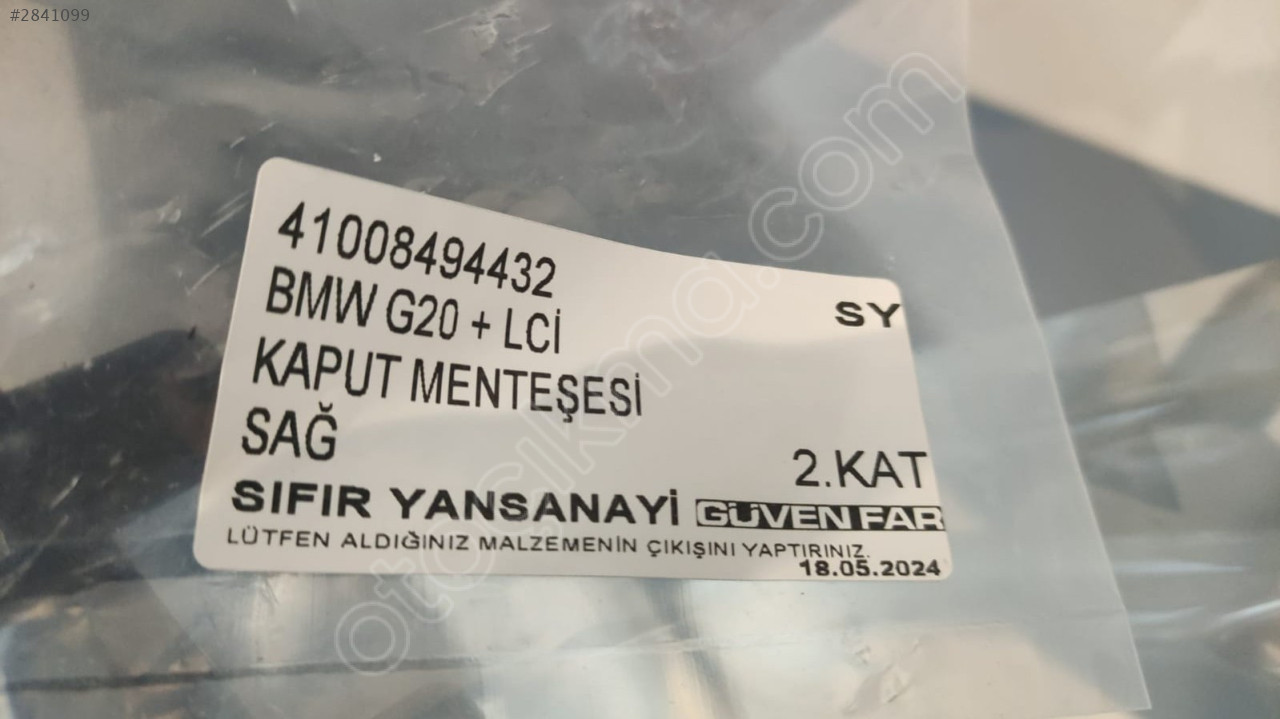 #2841099
41008494432
BMW G20 + LCİ
SY
KAPUT MENTEŞESİ
SAĞ
2.KAT
SIFIR YANSANAYİ GÜVEN FAR
LÜTFEN ALDIĞINIZ MALZEMENİN ÇIKIŞINI YAPTIRINIZ.
18.05.2024
otocikma.com